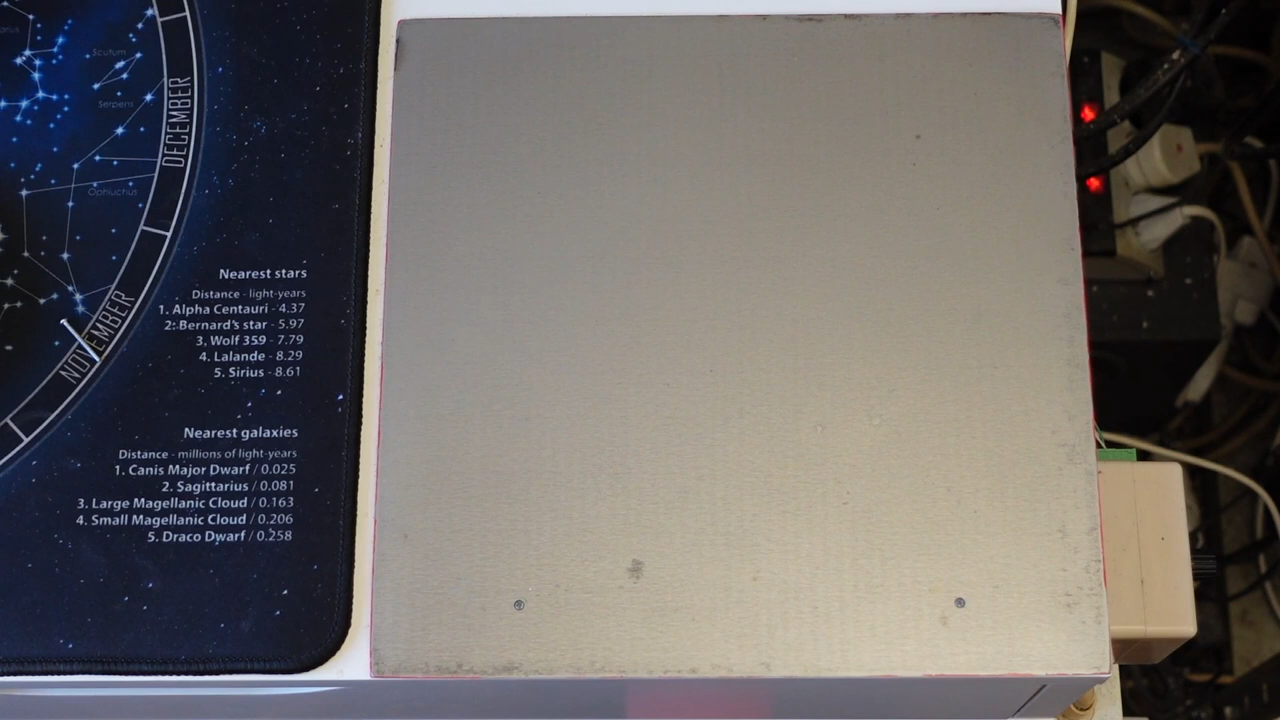 Scutum
Serpens
DECEMBER
Ophiuchus
NOVEMBER
Nearest stars
Distance - light-years
1. Alpha Centauri - 4.37
2: Bernard's star - 5.97
3, Wolf 359 - 7.79
4. Lalande - 8.29
5. Sirius - 8.61
Nearest galaxies
Distance - millions of light-years
1. Canis Major Dwarf / 0.025
2. Sagittarius / 0.081
3. Large Magellanic Cloud / 0.163
4. Small Magellanic Cloud / 0.206
5. Draco Dwarf / 0.258